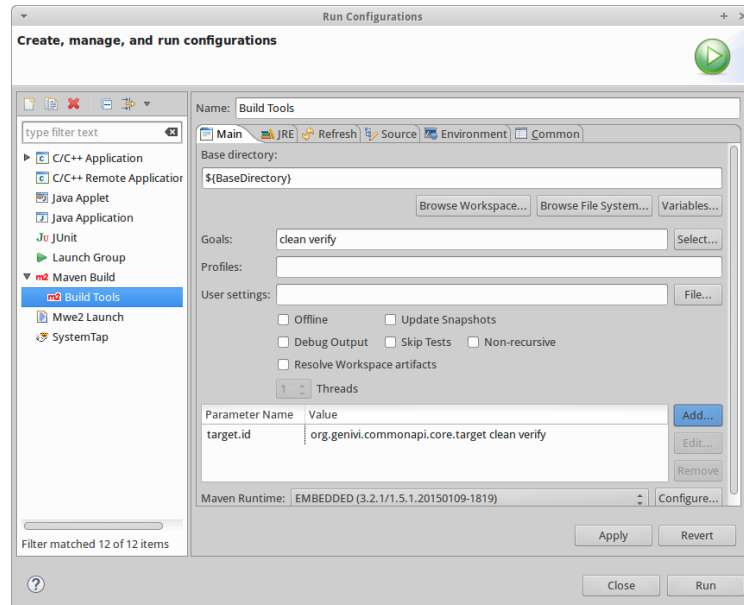 Run Configurations
Create, manage, and run configurations
Name: Build Tools
type filter text
C/C++ Application
C/C++ Remote Application
Java Applet
Java Application
Ju JUnit
Launch Group
m2 Maven Build
m2 Build Tools
Mwe2 Launch
SystemTap
Filter matched 12 of 12 items
Main JRE Refresh Source Environment Common
Base directory:
${BaseDirectory}
Browse Workspace... Browse File System... Variables...
Goals: clean verify Select...
Profiles:
User settings: File...
Offline Update Snapshots
Debug Output Skip Tests Non-recursive
Resolve Workspace artifacts
1 Threads
Parameter Name Value Add...
target.id org.genivi.commonapi.core.target clean verify
Edit...
Remove
Maven Runtime: EMBEDDED (3.2.1/1.5.1.20150109-1819) Configure...
Apply Revert
? Close Run